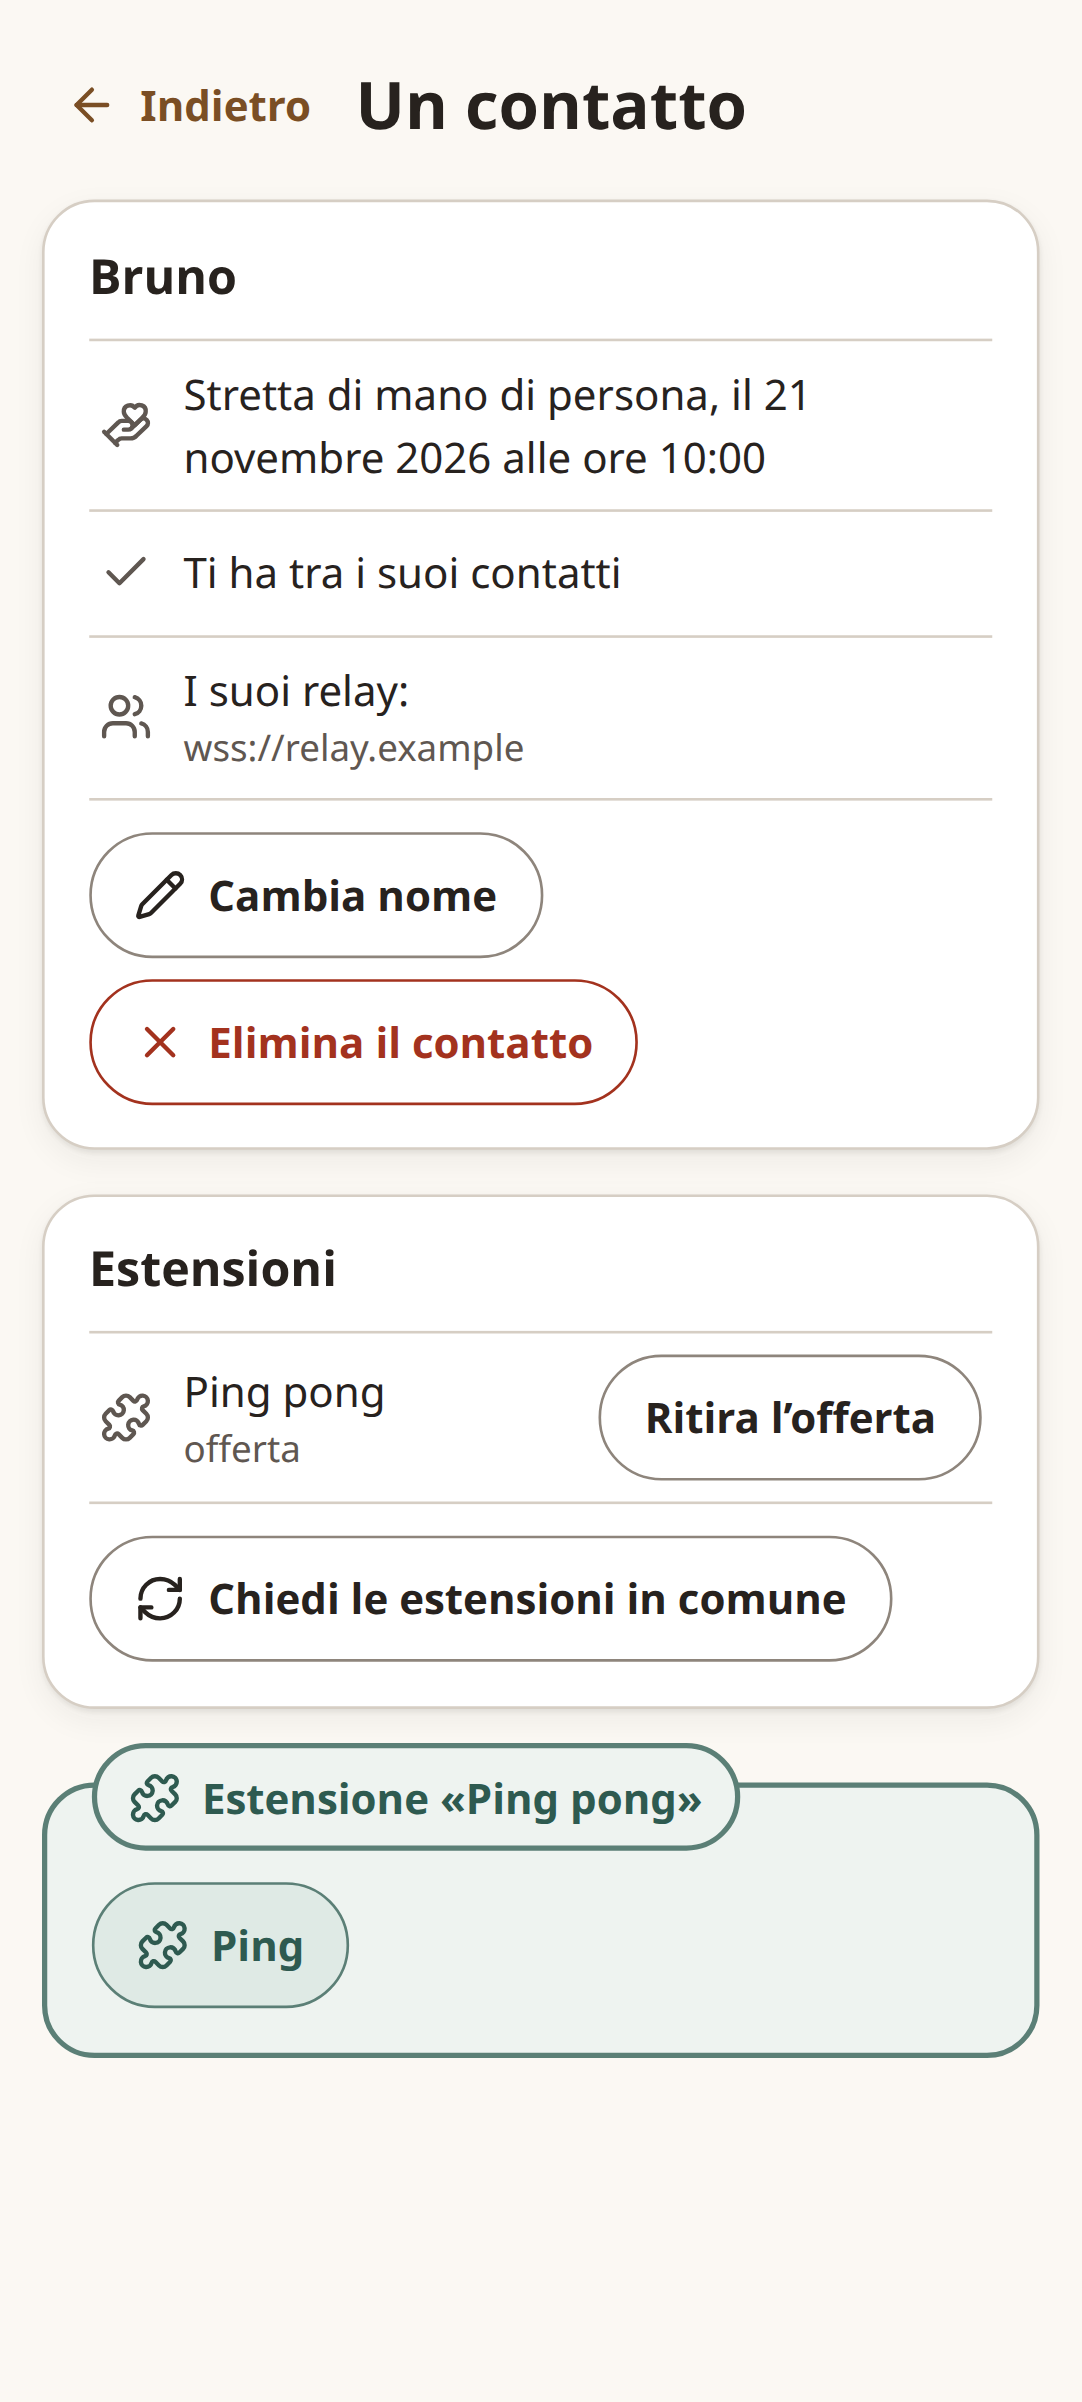 Indietro
Un contatto
Bruno
Stretta di mano di persona, il 21
novembre 2026 alle ore 10:00
Ti ha tra i suoi contatti
I suoi relay:
wss://relay.example
Cambia nome
Elimina il contatto
Estensioni
Ping pong
offerta
Ritira l’offerta
Chiedi le estensioni in comune
Estensione «Ping pong»
Ping